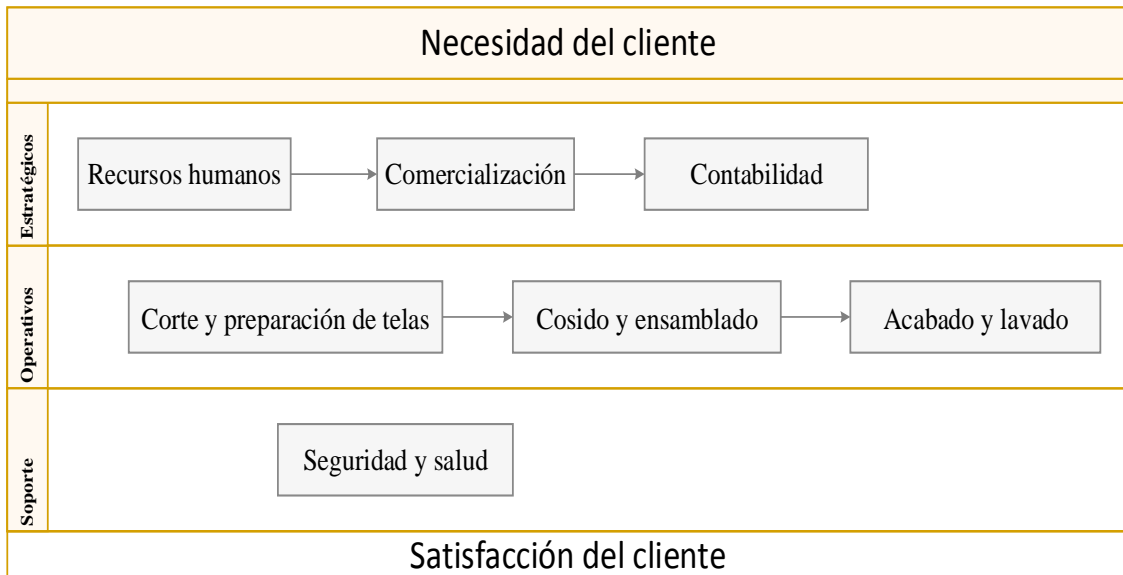 Necesidad del cliente
Estratégicos
Recursos humanos
Comercialización
Contabilidad
Operativos
Corte y preparación de telas
Cosido y ensamblado
Acabado y lavado
Soporte
Seguridad y salud
Satisfacción del cliente